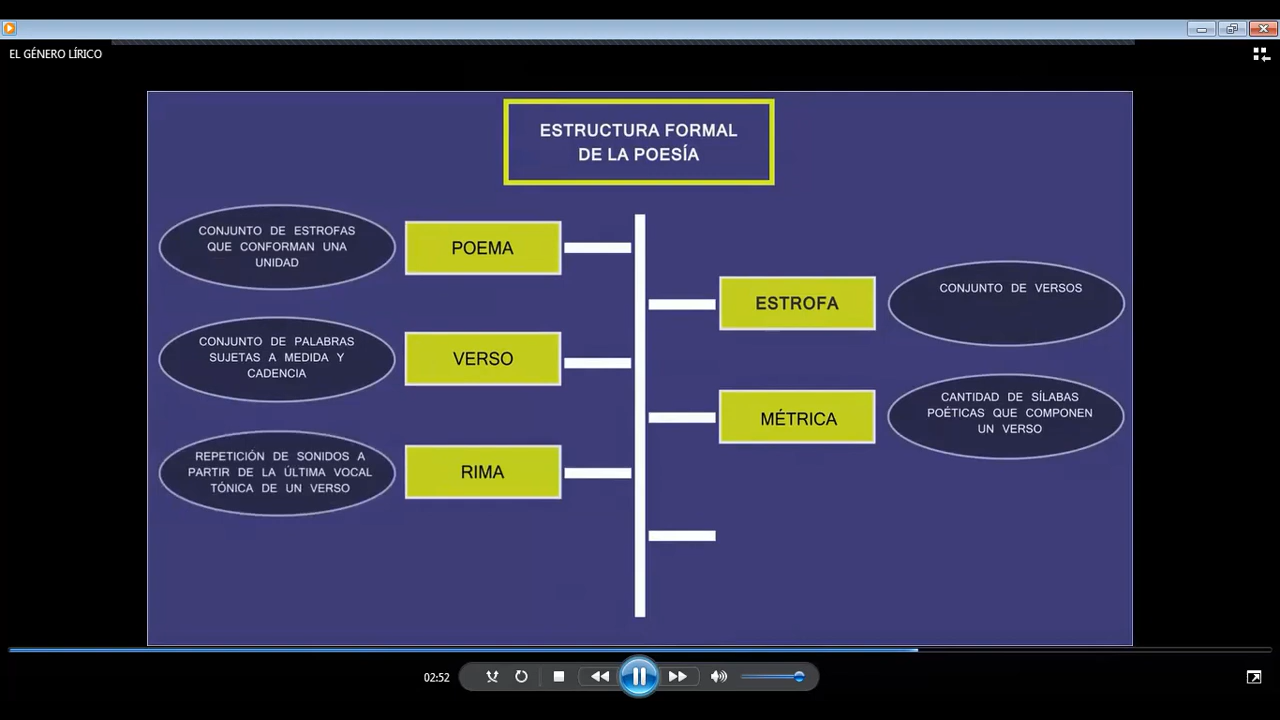 EL GÉNERO LÍRICO
ESTRUCTURA FORMAL
DE LA POESÍA
CONJUNTO DE ESTROFAS
QUE CONFORMAN UNA
UNIDAD
POEMA
ESTROFA
CONJUNTO DE VERSOS
CONJUNTO DE PALABRAS
SUJETAS A MEDIDA Y
CADENCIA
VERSO
MÉTRICA
CANTIDAD DE SÍLABAS
POÉTICAS QUE COMPONEN
UN VERSO
REPETICIÓN DE SONIDOS A
PARTIR DE LA ÚLTIMA VOCAL
TÓNICA DE UN VERSO
RIMA
02:52